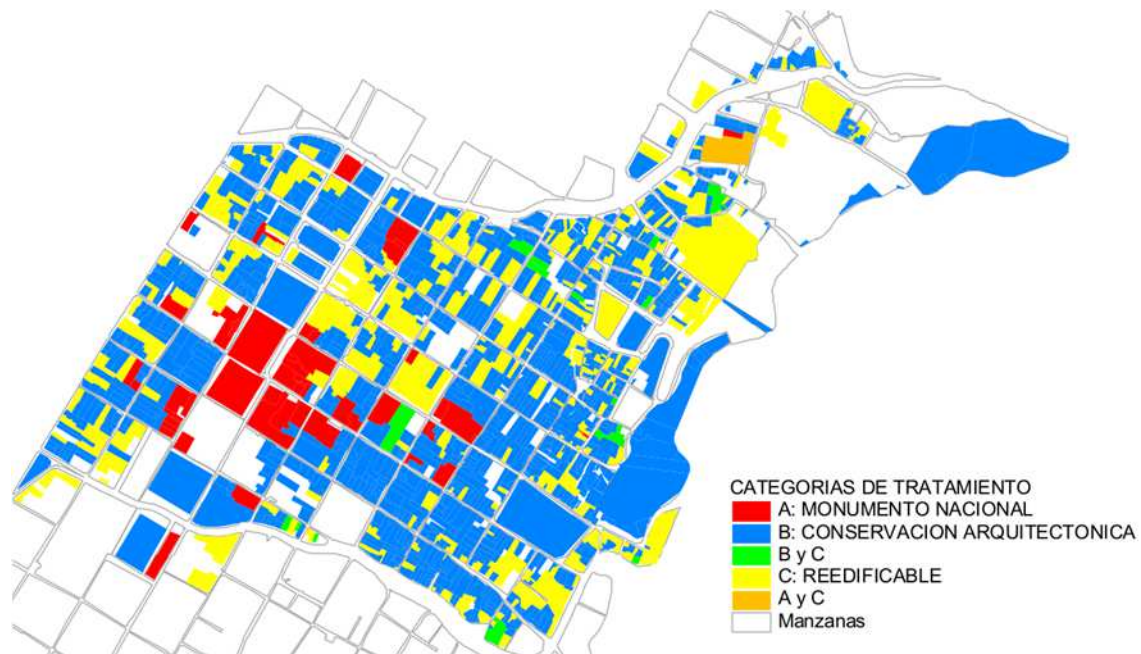 CATEGORIAS DE TRATAMIENTO
A: MONUMENTO NACIONAL
B: CONSERVACION ARQUITECTONICA
B y C
C: REEDIFICABLE
A y C
Manzanas